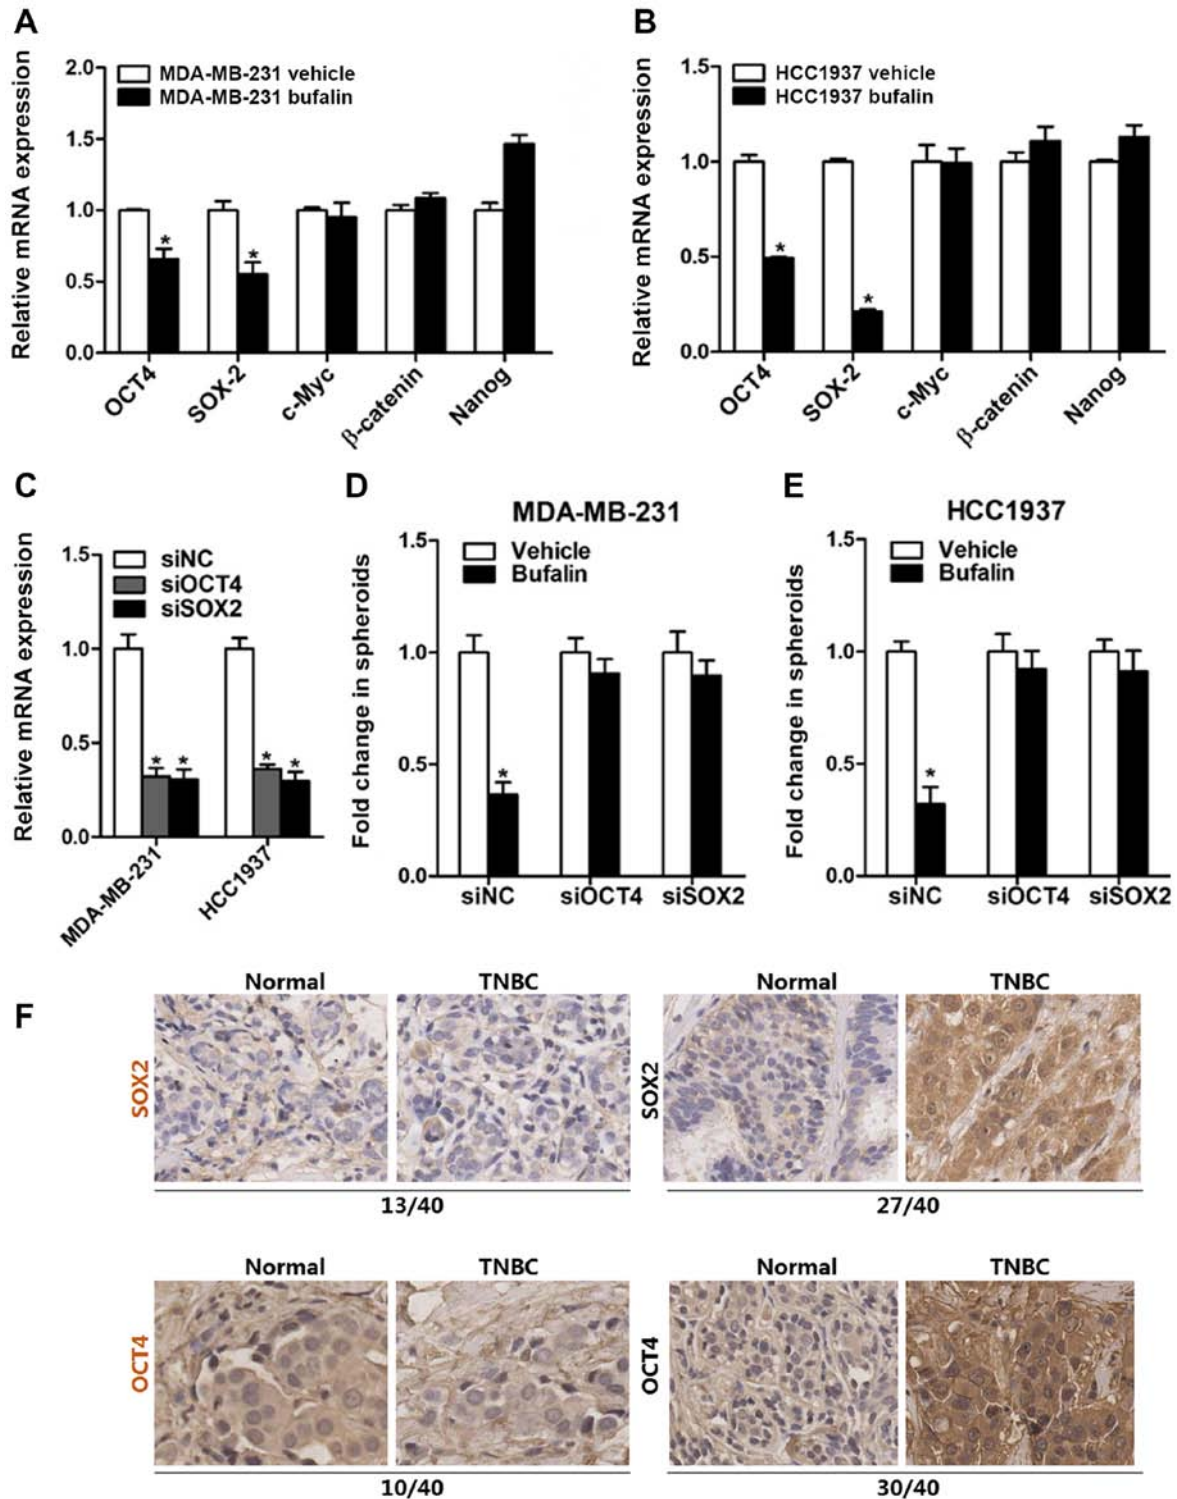 A
Relative mRNA expression
2.0
1.5
1.0
0.5
0.0
MDA-MB-231 vehicle
MDA-MB-231 bufalin
*
*
OCT4
SOX-2
c-Myc
β-catenin
Nanog
B
Relative mRNA expression
1.5
1.0
0.5
0.0
HCC1937 vehicle
HCC1937 bufalin
*
*
OCT4
SOX-2
c-Myc
β-catenin
Nanog
C
Relative mRNA expression
1.5
1.0
0.5
0.0
siNC
siOCT4
siSOX2
* *
* *
MDA-MB-231
HCC1937
D
MDA-MB-231
Fold change in spheroids
1.5
1.0
0.5
0.0
Vehicle
Bufalin
*
siNC
siOCT4
siSOX2
E
HCC1937
Fold change in spheroids
1.5
1.0
0.5
0.0
Vehicle
Bufalin
*
siNC
siOCT4
siSOX2
F
Normal
TNBC
SOX2
13/40
Normal
TNBC
SOX2
27/40
Normal
TNBC
OCT4
10/40
Normal
TNBC
OCT4
30/40